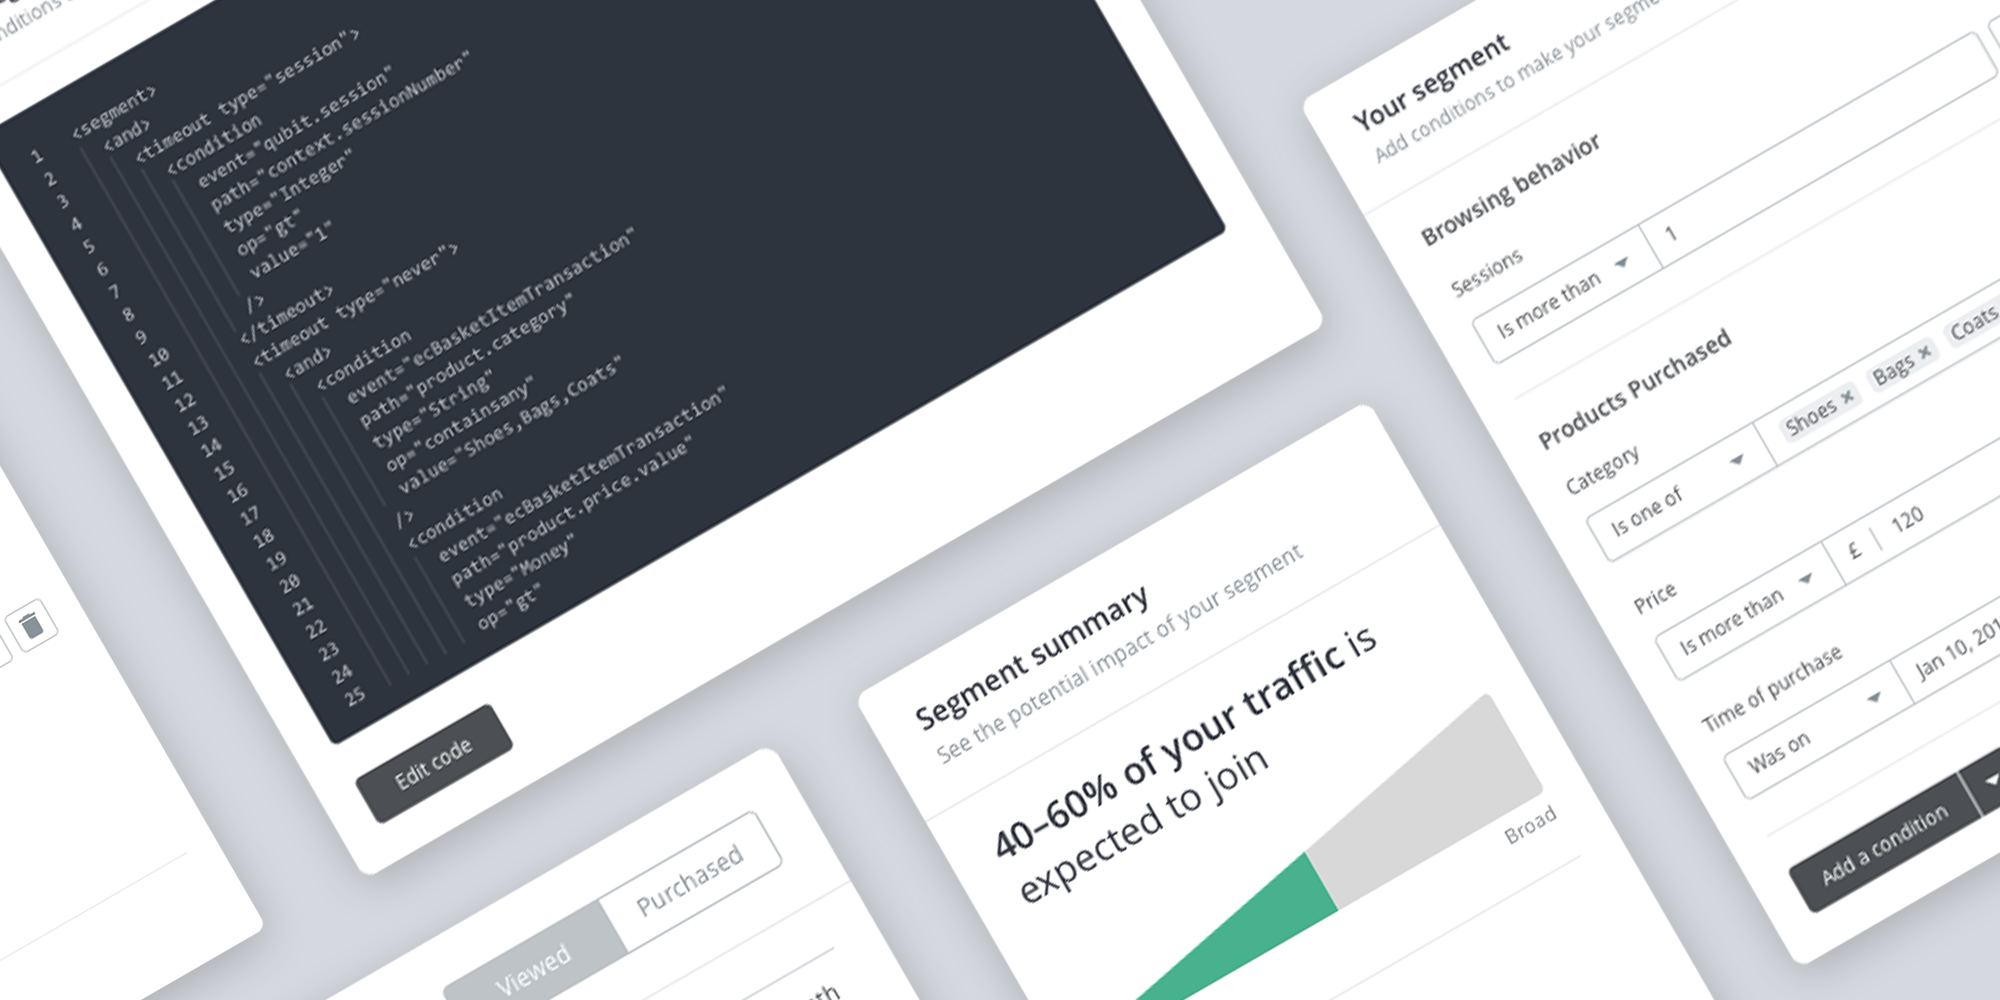 nditions
1
2
3
4
5
6
7
8
9
10
11
12
13
14
15
16
17
18
19
20
21
22
23
24
25
<segment>
<and>
<timeout type="session">
<condition
event="qubit.session"
path="context.sessionNumber"
type="Integer"
op="gt"
value="1"
/>
</timeout>
<timeout type="never">
<and>
<condition
event="ecBasketItemTransaction"
path="product.category"
type="String"
op="containsany"
value="Shoes,Bags,Coats"
/>
<condition
event="ecBasketItemTransaction"
path="product.price.value"
type="Money"
op="gt"
Edit code
Viewed
Purchased
Segment summary
See the potential impact of your segment
40–60% of your traffic is
expected to join
Broad
Your segment
Add conditions to make your segme
Browsing behavior
Sessions
Is more than 1
Products Purchased
Category
Is one of Shoes × Bags × Coats
Price
Is more than £ | 120
Time of purchase
Was on Jan 10, 201
Add a condition